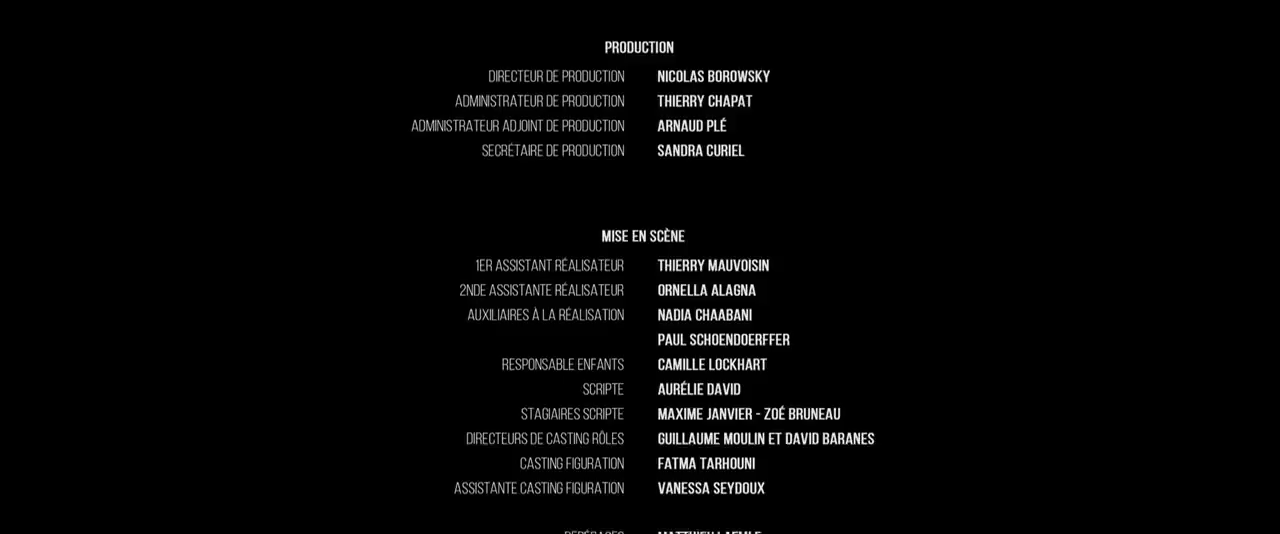 PRODUCTION
DIRECTEUR DE PRODUCTION NICOLAS BOROWSKY
ADMINISTRATEUR DE PRODUCTION THIERRY CHAPAT
ADMINISTRATEUR ADJOINT DE PRODUCTION ARNAUD PLÉ
SECRÉTAIRE DE PRODUCTION SANDRA CURIEL
MISE EN SCÈNE
1ER ASSISTANT RÉALISATEUR THIERRY MAUVOISIN
2NDE ASSISTANTE RÉALISATEUR ORNELLA ALAGNA
AUXILIAIRES À LA RÉALISATION NADIA CHAABANI
PAUL SCHOENDOERFFER
RESPONSABLE ENFANTS CAMILLE LOCKHART
SCRIPTE AURÉLIE DAVID
STAGIAIRES SCRIPTE MAXIME JANVIER - ZOÉ BRUNEAU
DIRECTEURS DE CASTING RÔLES GUILLAUME MOULIN ET DAVID BARANES
CASTING FIGURATION FATMA TARHOUNI
ASSISTANTE CASTING FIGURATION VANESSA SEYDOUX